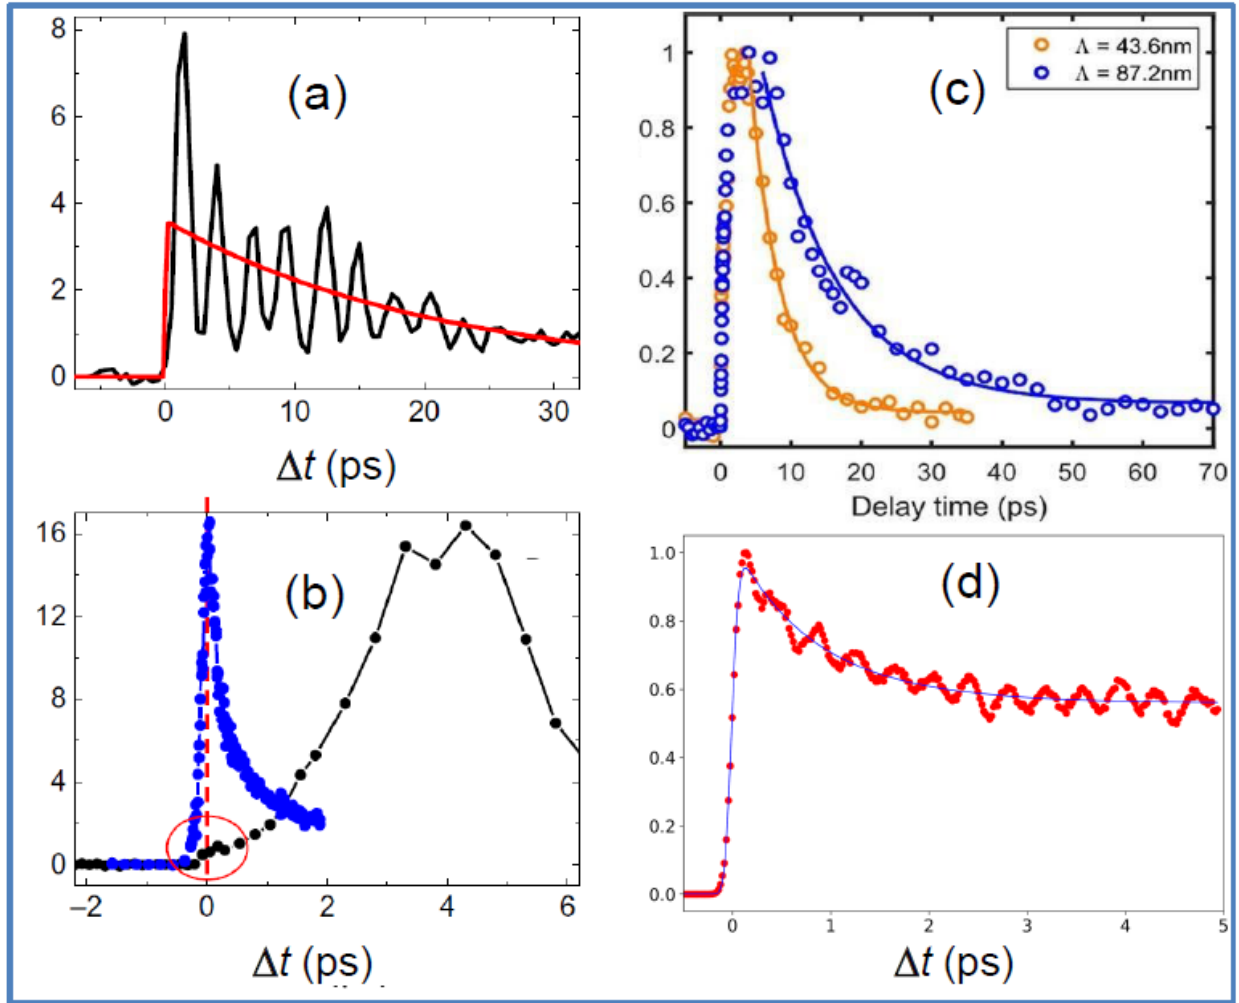 8
6
4
2
0
(a)
0 10 20 30
Δt (ps)
1
0.8
0.6
0.4
0.2
0
(c)
Λ = 43.6nm
Λ = 87.2nm
0 10 20 30 40 50 60 70
Delay time (ps)
16
12
8
4
0
(b)
−2 0 2 4 6
Δt (ps)
1.0
0.8
0.6
0.4
0.2
0.0
(d)
0 1 2 3 4 5
Δt (ps)